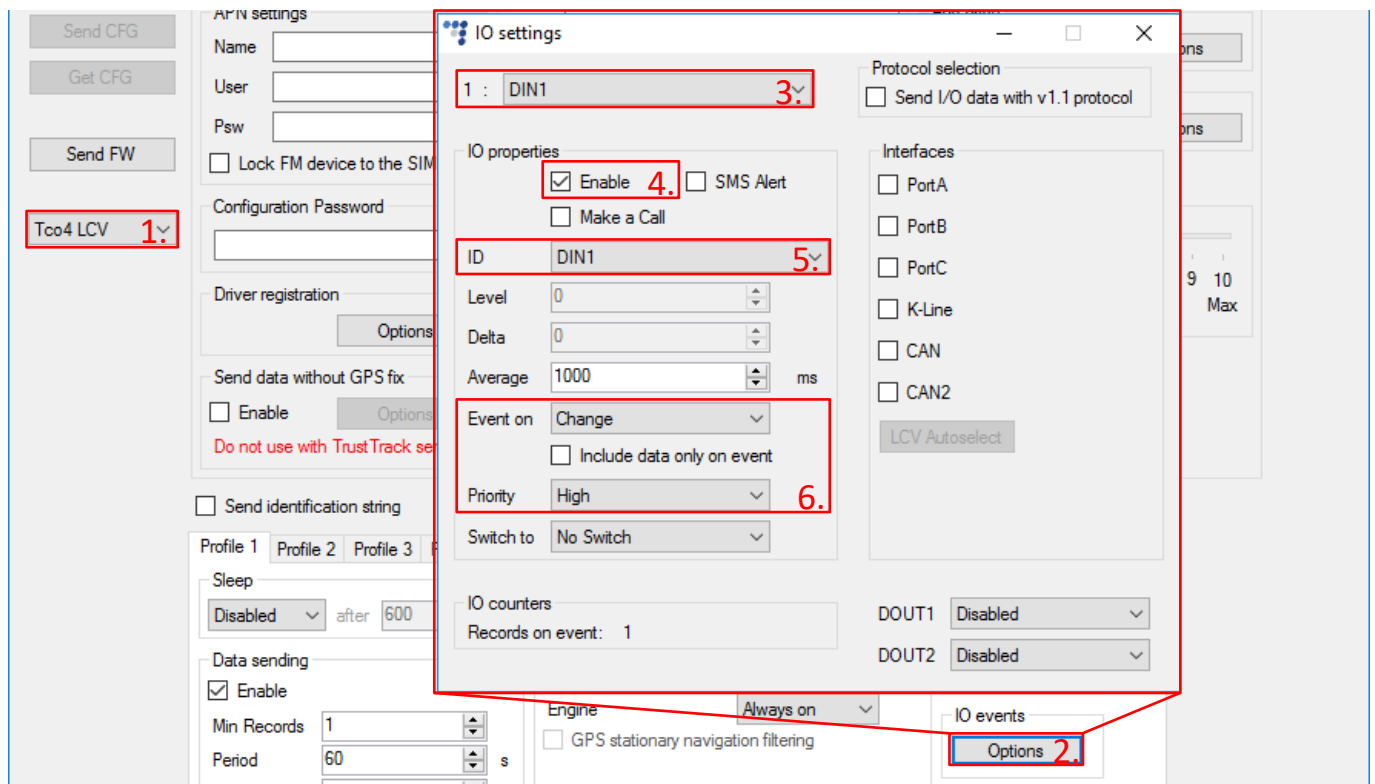 APN settings
Send CFG
Name
Get CFG
User
Psw
Send FW
Lock FM device to the SIM
Configuration Password
Tco4 LCV 1.
Driver registration
Options
Send data without GPS fix
Enable
Options
Do not use with TrustTrack se
Send identification string
Profile 1 Profile 2 Profile 3
Sleep
Disabled after 600
Data sending
Enable
Min Records 1
Period 60 s
IO settings
1 : DIN1 3.
Protocol selection
Send I/O data with v1.1 protocol
IO properties
Enable 4. SMS Alert
Make a Call
ID DIN1 5.
Level 0
Delta 0
Average 1000 ms
Event on Change
Include data only on event
Priority High 6.
Switch to No Switch
Interfaces
PortA
PortB
PortC
K-Line
CAN
CAN2
LCV Autoselect
IO counters
Records on event: 1
DOUT1 Disabled
DOUT2 Disabled
ons
ons
9 10
Max
Engine Always on
GPS stationary navigation filtering
IO events
Options 2.